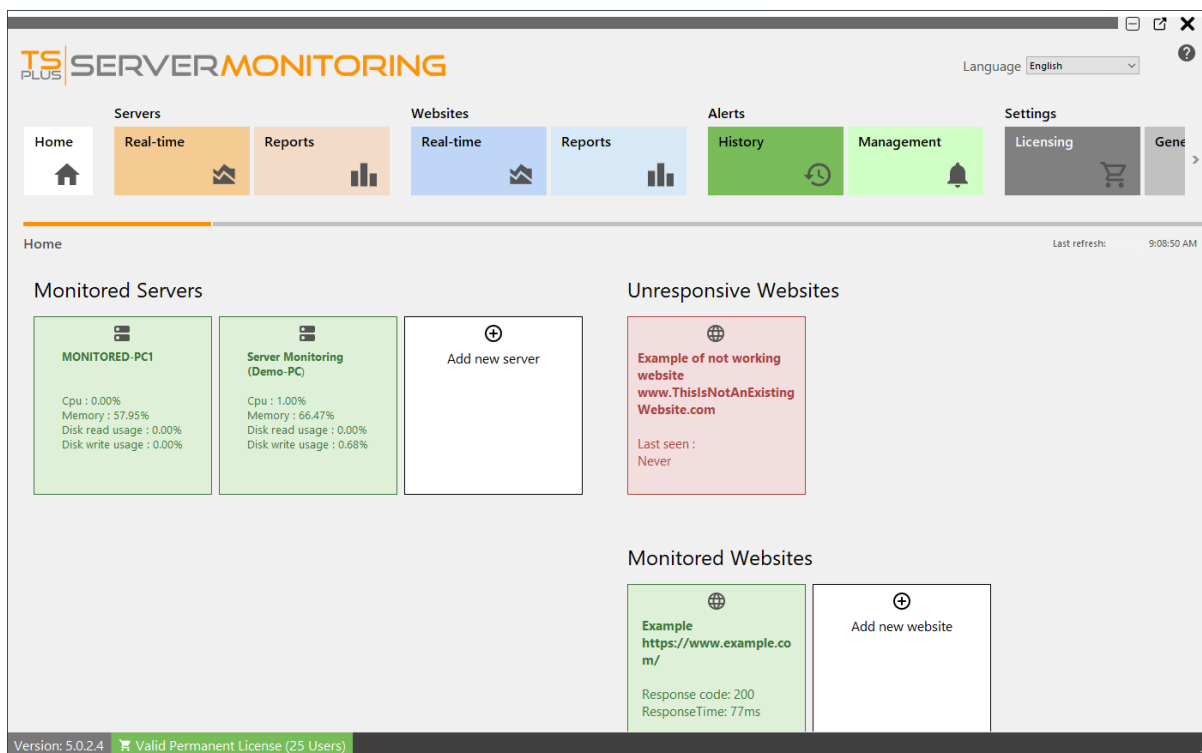 TS
PLUS
SERVERMONITORING
Language English
Servers
Websites
Alerts
Settings
Home
Real-time
Reports
Real-time
Reports
History
Management
Licensing
Gene
Home
Last refresh: 9:08:50 AM
Monitored Servers
MONITORED-PC1
Cpu : 0.00%
Memory : 57.95%
Disk read usage : 0.00%
Disk write usage : 0.00%
Server Monitoring
(Demo-PC)
Cpu : 1.00%
Memory : 66.47%
Disk read usage : 0.00%
Disk write usage : 0.68%
Add new server
Unresponsive Websites
Example of not working
website
www.ThisIsNotAnExisting
Website.com
Last seen :
Never
Monitored Websites
Example
https://www.example.co
m/
Response code: 200
ResponseTime: 77ms
Add new website
Version: 5.0.2.4
Valid Permanent License (25 Users)